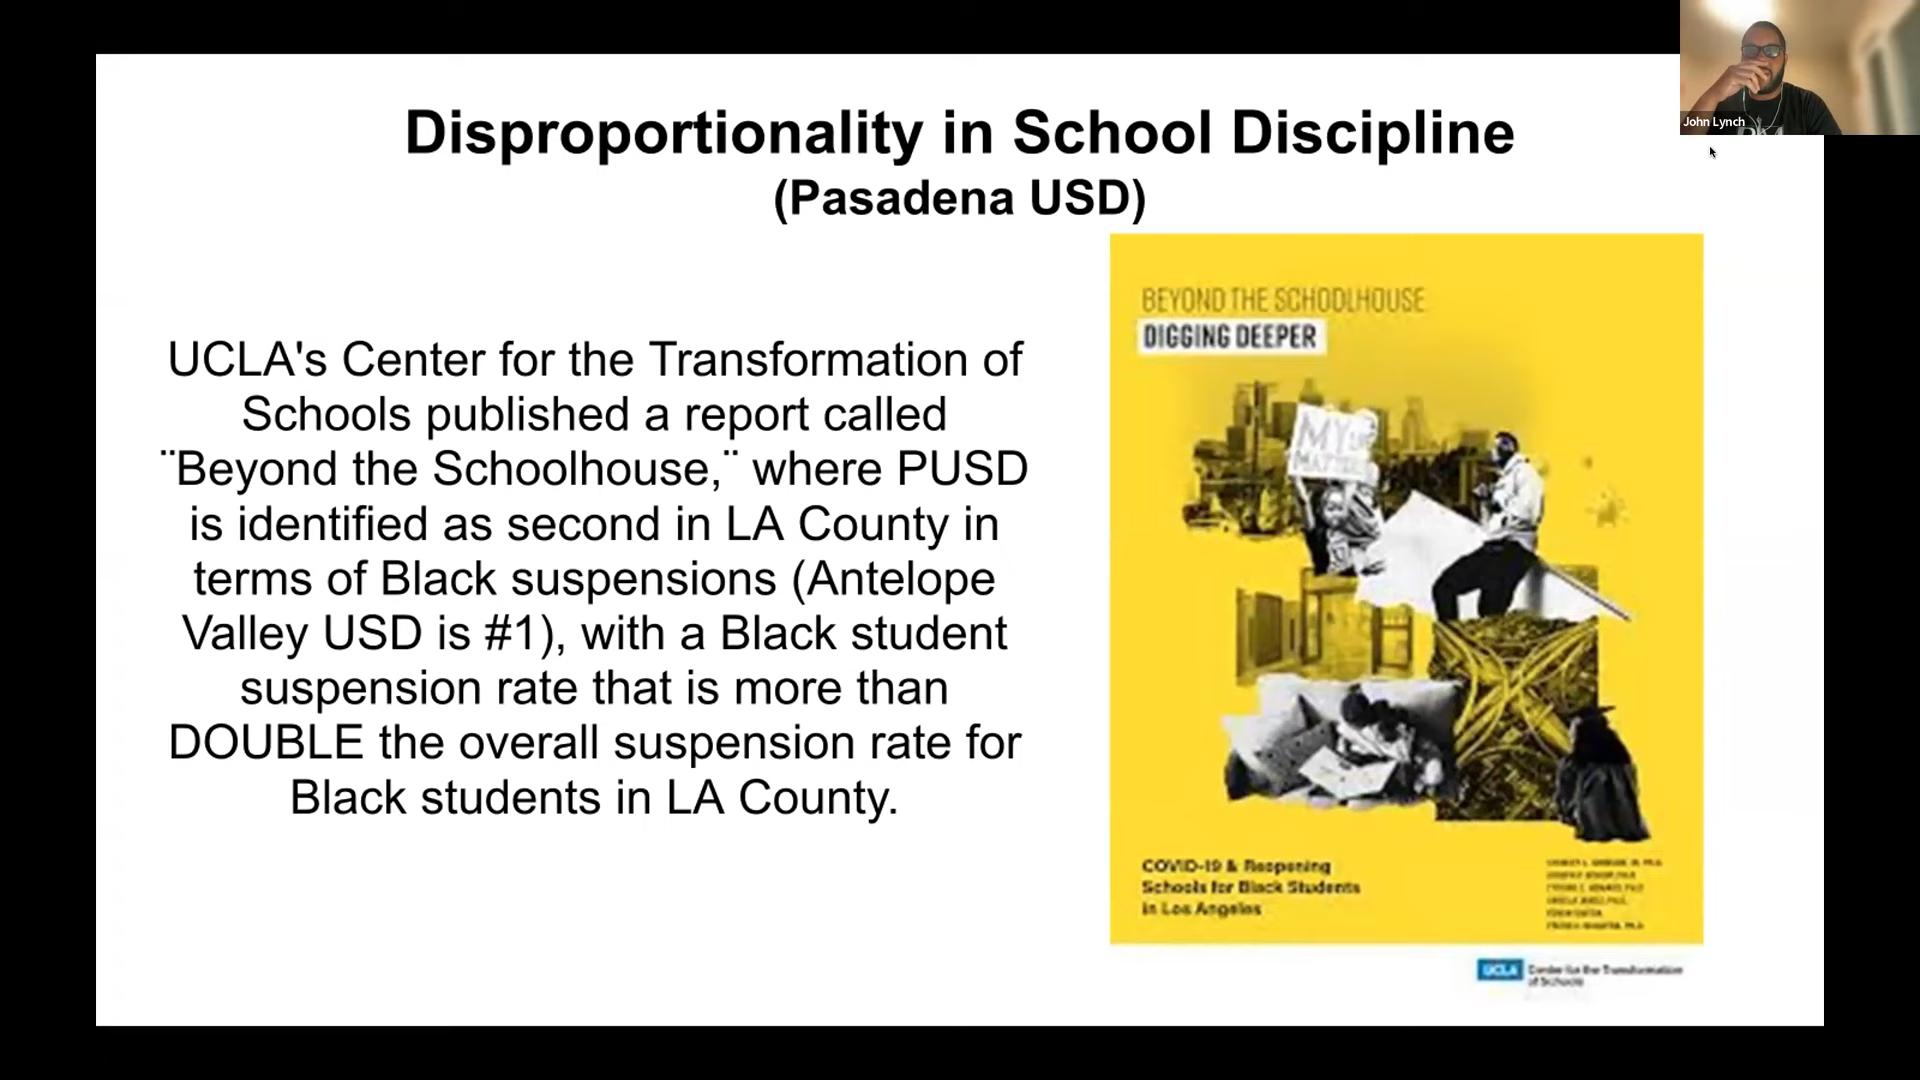 Disproportionality in School Discipline
(Pasadena USD)
UCLA's Center for the Transformation of
Schools published a report called
¨Beyond the Schoolhouse,¨ where PUSD
is identified as second in LA County in
terms of Black suspensions (Antelope
Valley USD is #1), with a Black student
suspension rate that is more than
DOUBLE the overall suspension rate for
Black students in LA County.
BEYOND THE SCHOOLHOUSE
DIGGING DEEPER
MY
MATTER
COVID-19 & Reopening
Schools for Black Students
in Los Angeles
UCLA Center for the Transformation
of Schools
John Lynch